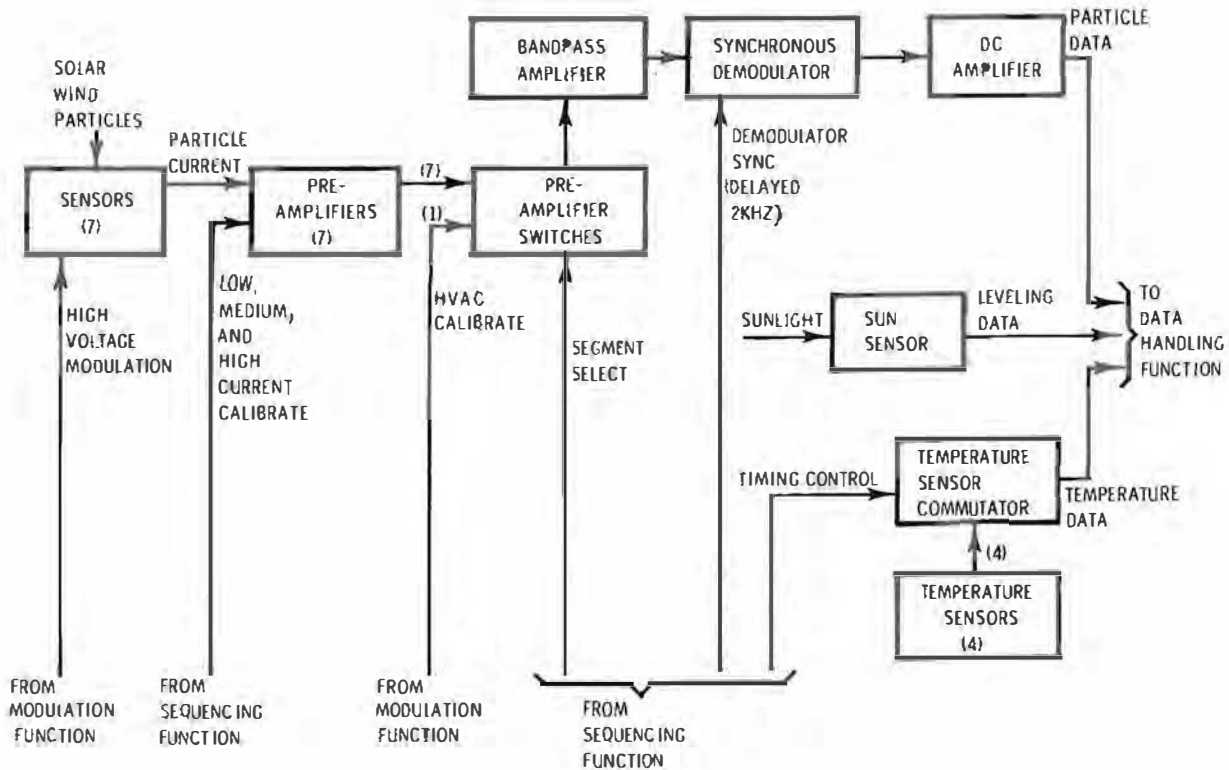 SOLAR
WIND
PARTICLES
SENSORS
(7)
HIGH
VOLTAGE
MODULATION
FROM
MODULATION
FUNCTION
PARTICLE
CURRENT
PRE-
AMPLIFIERS
(7)
LOW,
MEDIUM,
AND
HIGH
CURRENT
CALIBRATE
FROM
SEQUENCING
FUNCTION
(7)
(1)
HVAC
CALIBRATE
FROM
MODULATION
FUNCTION
PRE-
AMPLIFIER
SWITCHES
SEGMENT
SELECT
BANDPASS
AMPLIFIER
SYNCHRONOUS
DEMODULATOR
DEMODULATOR
SYNC
(DELAYED
2KHZ)
DC
AMPLIFIER
PARTICLE
DATA
SUNLIGHT
SUN
SENSOR
LEVELING
DATA
TO
DATA
HANDLING
FUNCTION
TIMING CONTROL
TEMPERATURE
SENSOR
COMMUTATOR
TEMPERATURE
DATA
(4)
TEMPERATURE
SENSORS
(4)
FROM
SEQUENCING
FUNCTION